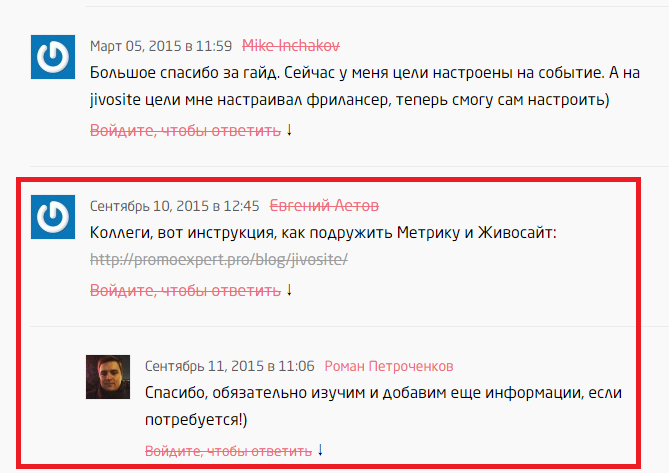 Март 05, 2015 в 11:59 Mike Inchakov
Большое спасибо за гайд. Сейчас у меня цели настроены на событие. А на
jivosite цели мне настраивал фрилансер, теперь смогу сам настроить)
Войдите, чтобы ответить ↓
Сентябрь 10, 2015 в 12:45 Евгений Летов
Коллеги, вот инструкция, как подружить Метрику и Живосайт:
http://promoexpert.pro/blog/jivosite/
Войдите, чтобы ответить ↓
Сентябрь 11, 2015 в 11:06 Роман Петроченков
Спасибо, обязательно изучим и добавим еще информации, если
потребуется!)
Войдите, чтобы ответить ↓